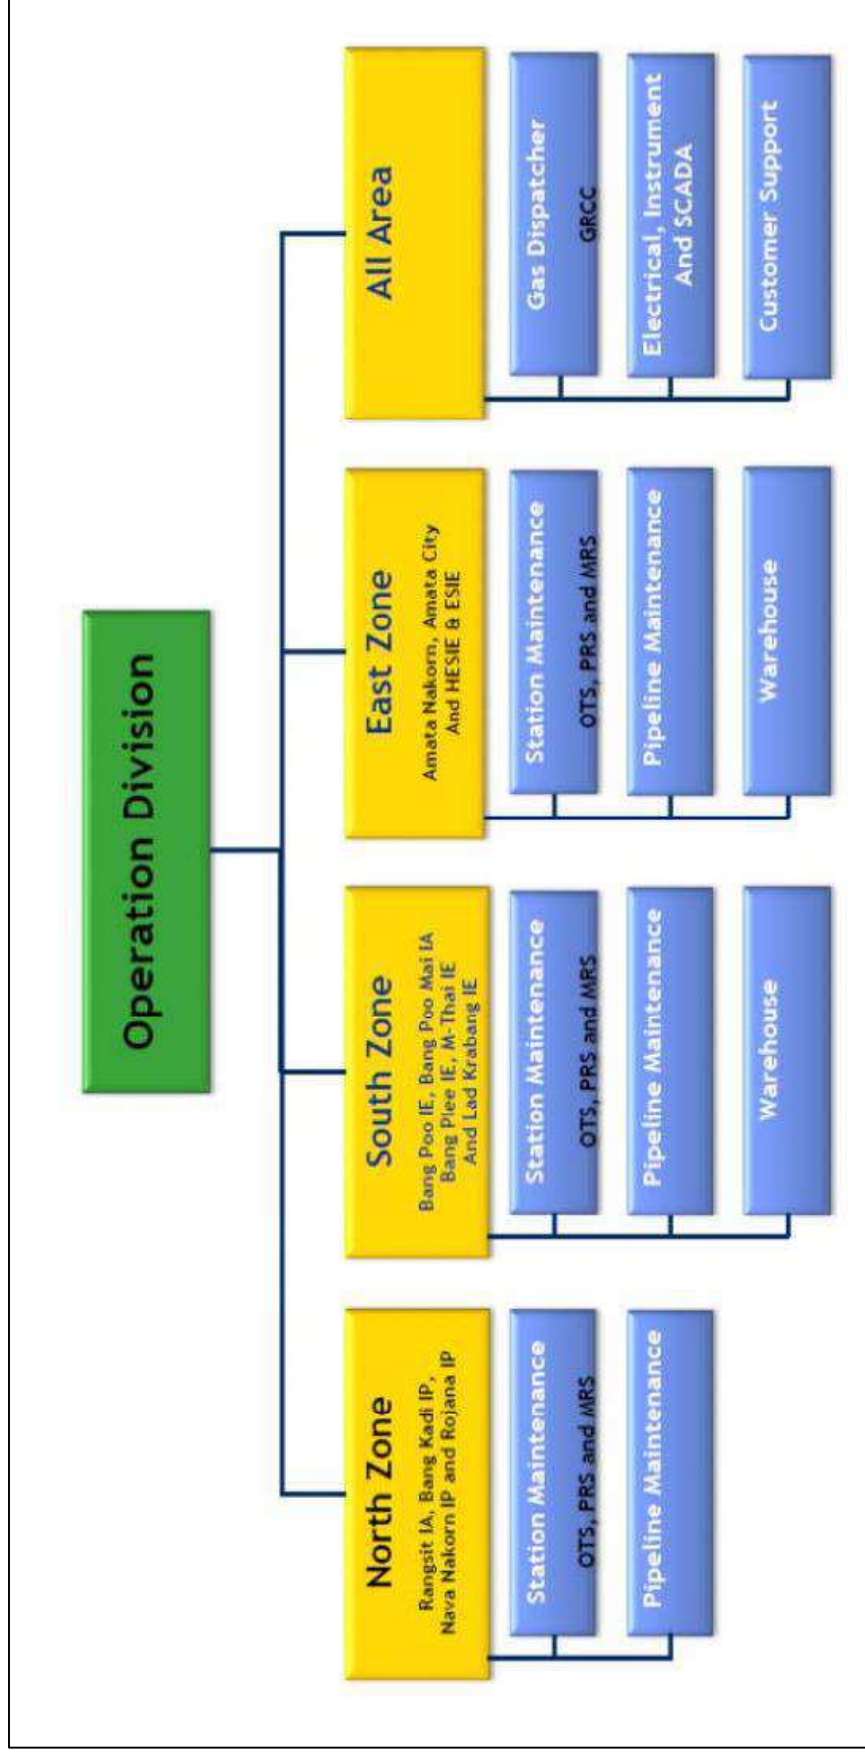 Operation Division
North Zone
Rangsit IA, Bang Kadi IP,
Nava Nakorn IP and Rojana IP
Station Maintenance
OTS, PRS and MRS
Pipeline Maintenance
South Zone
Bang Poo IE, Bang Poo Mai IA
Bang Plee IE, M-Thai IE
And Lad Krabang IE
Station Maintenance
OTS, PRS and MRS
Pipeline Maintenance
Warehouse
East Zone
Amata Nakorn, Amata City
And HESIE & ESIE
Station Maintenance
OTS, PRS and MRS
Pipeline Maintenance
Warehouse
All Area
Gas Dispatcher
GRCC
Electrical, Instrument
And SCADA
Customer Support